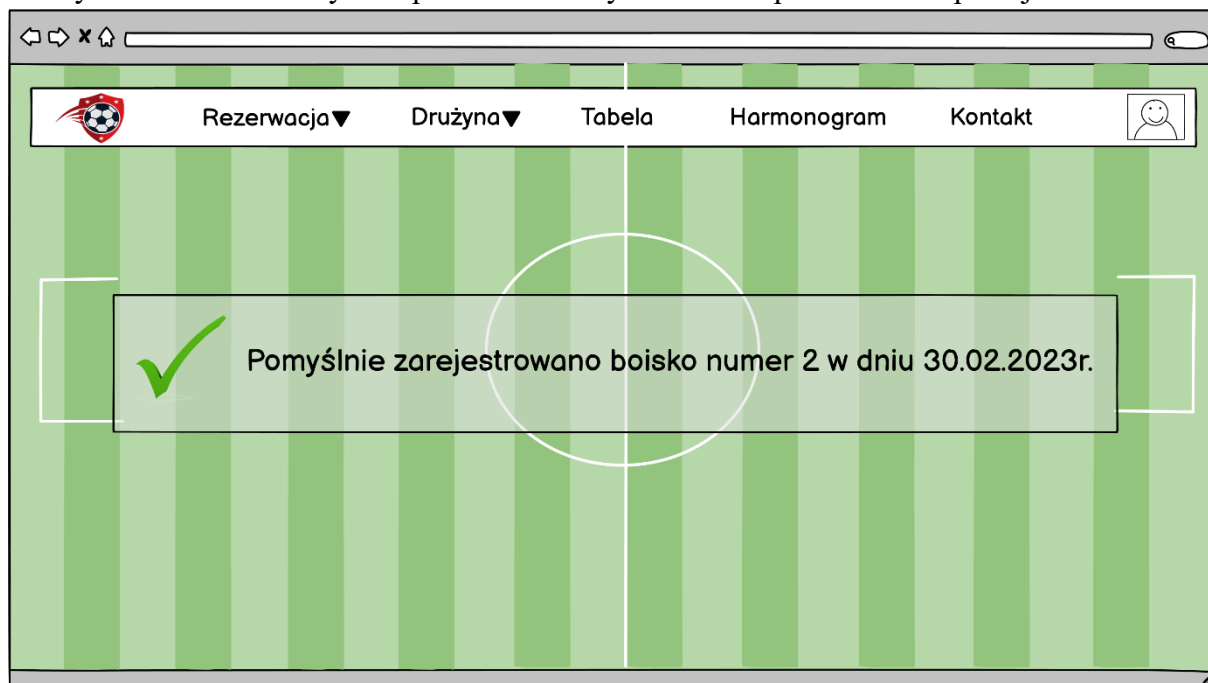 Rezerwacja▼ Drużyna▼ Tabela Harmonogram Kontakt
Pomyślnie zarejestrowano boisko numer 2 w dniu 30.02.2023r.